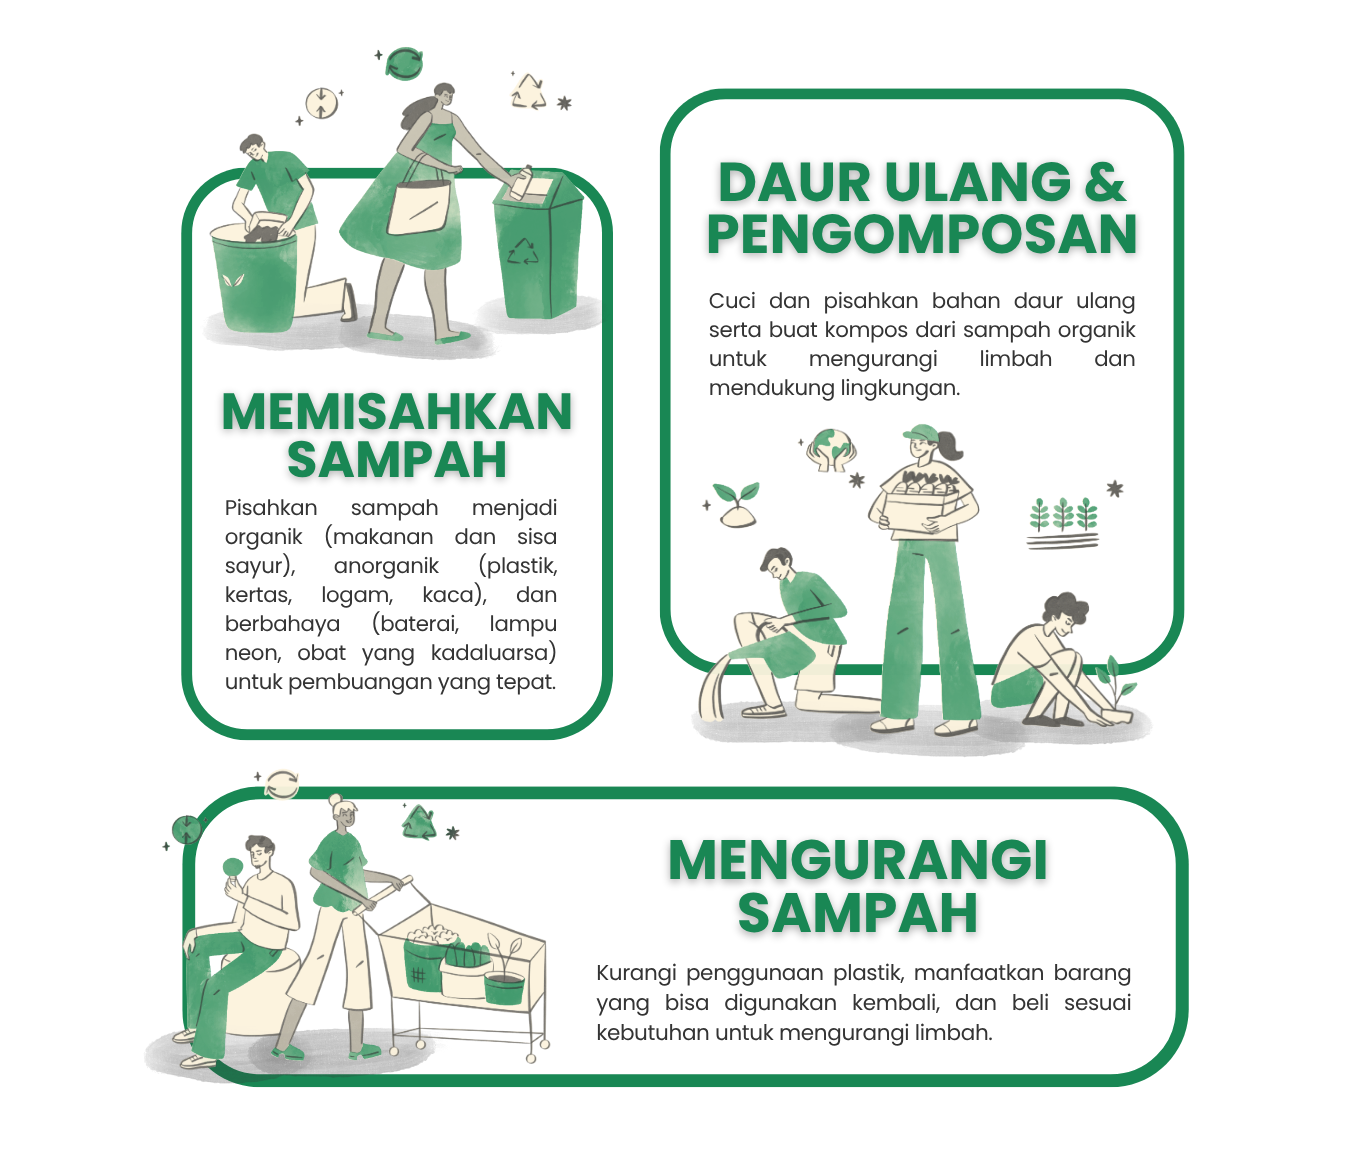 MEMISAHKAN
SAMPAH
Pisahkan sampah menjadi
organik (makanan dan sisa
sayur), anorganik (plastik,
kertas, logam, kaca), dan
berbahaya (baterai, lampu
neon, obat yang kadaluarsa)
untuk pembuangan yang tepat.
DAUR ULANG &
PENGOMPOSAN
Cuci dan pisahkan bahan daur ulang
serta buat kompos dari sampah organik
untuk mengurangi limbah dan
mendukung lingkungan.
MENGURANGI
SAMPAH
Kurangi penggunaan plastik, manfaatkan barang
yang bisa digunakan kembali, dan beli sesuai
kebutuhan untuk mengurangi limbah.